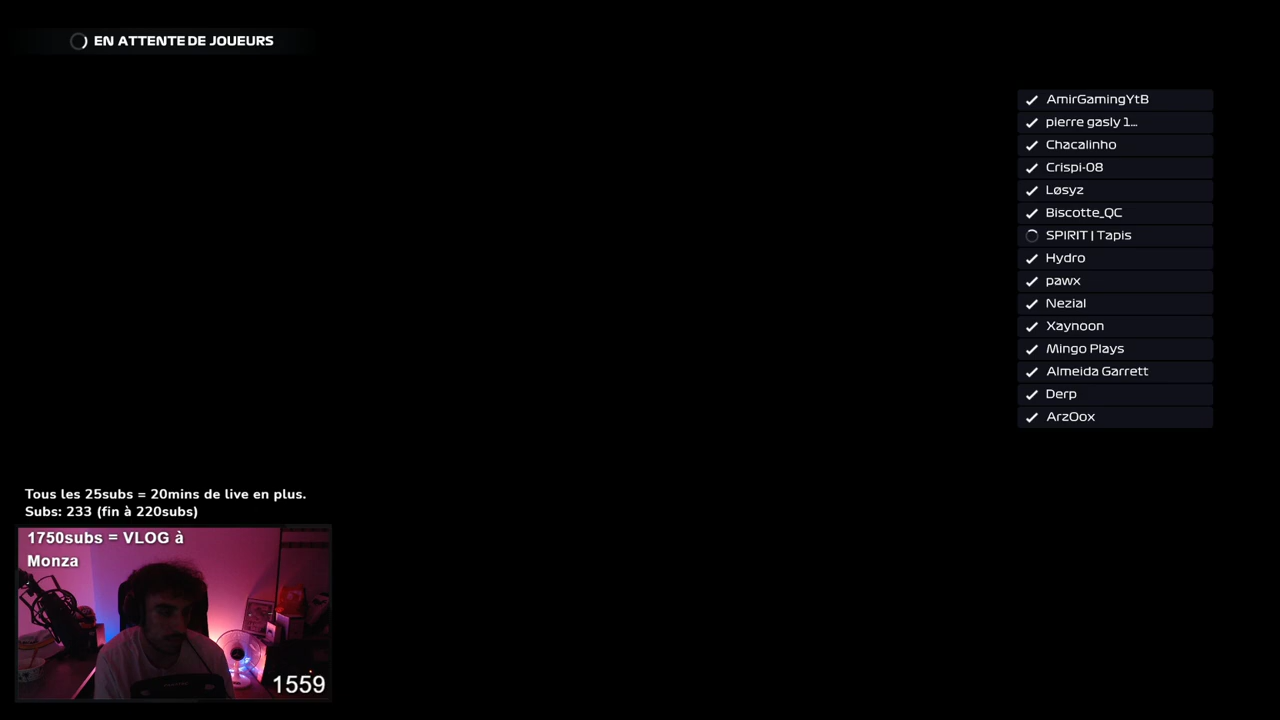 EN ATTENTE DE JOUEURS
AmirGamingYtB
pierre gasly 1...
Chacalinho
Crispi-08
Løsyz
Biscotte_QC
SPIRIT | Tapis
Hydro
pawx
Nezial
Xaynoon
Mingo Plays
Almeida Garrett
Derp
ArzOox
Tous les 25subs = 20mins de live en plus.
Subs: 233 (fin à 220subs)
1750subs = VLOG à
Monza
1559